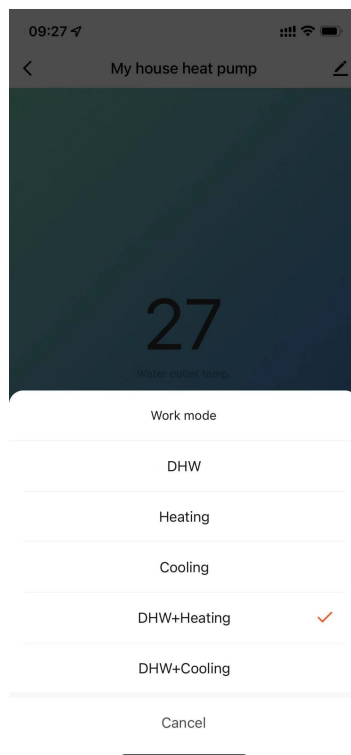 09:27
My house heat pump
27
Water outlet temp.
Work mode
DHW
Heating
Cooling
DHW+Heating
DHW+Cooling
Cancel